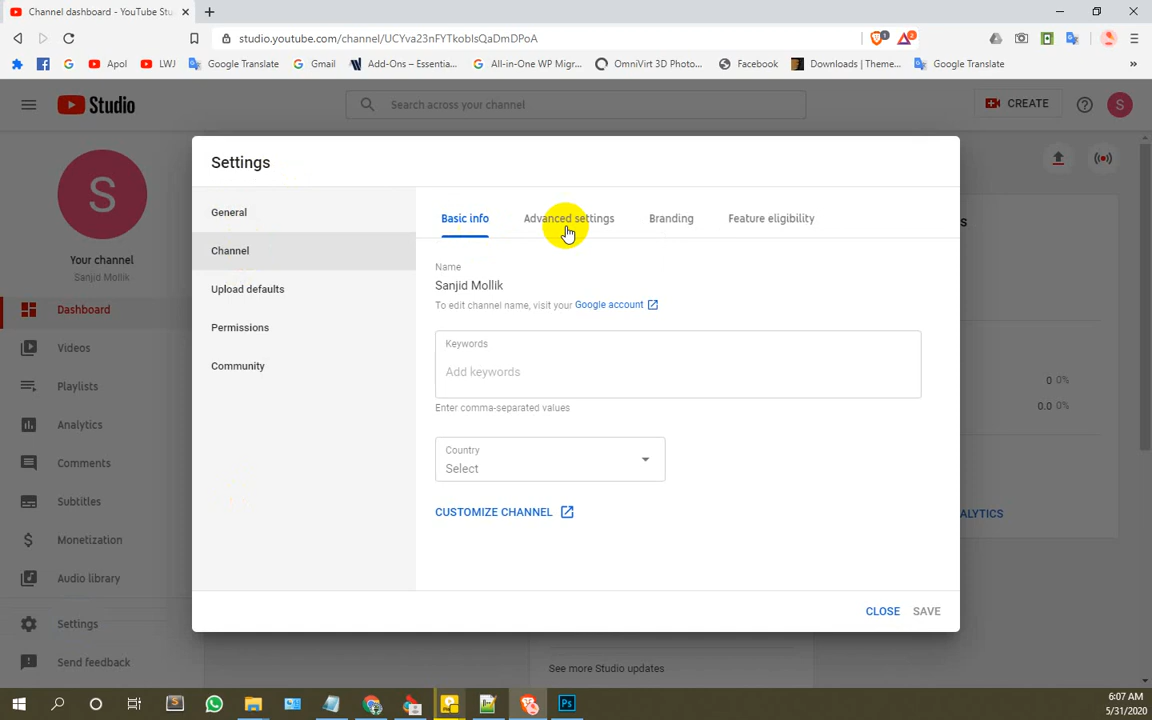 Channel dashboard - YouTube Stu
studio.youtube.com/channel/UCYva23nFYTkoblsQaDmDPoA
1
2
G
Apol
LWJ
Google Translate
G
Gmail
Add-Ons – Essentia...
G
All-in-One WP Migr...
OmniVirt 3D Photo...
Facebook
Downloads | Theme...
Google Translate
»
Studio
Search across your channel
CREATE
S
S
Your channel
Sanjid Mollik
Dashboard
Videos
Playlists
Analytics
Comments
Subtitles
Monetization
Audio library
Settings
Send feedback
Settings
General
Channel
Upload defaults
Permissions
Community
Basic info
Advanced settings
Branding
Feature eligibility
Name
Sanjid Mollik
To edit channel name, visit your Google account
Keywords
Add keywords
Enter comma-separated values
Country
Select
CUSTOMIZE CHANNEL
CLOSE
SAVE
s
0 0%
0.0 0%
ALYTICS
See more Studio updates
Ps
6:07 AM
5/31/2020